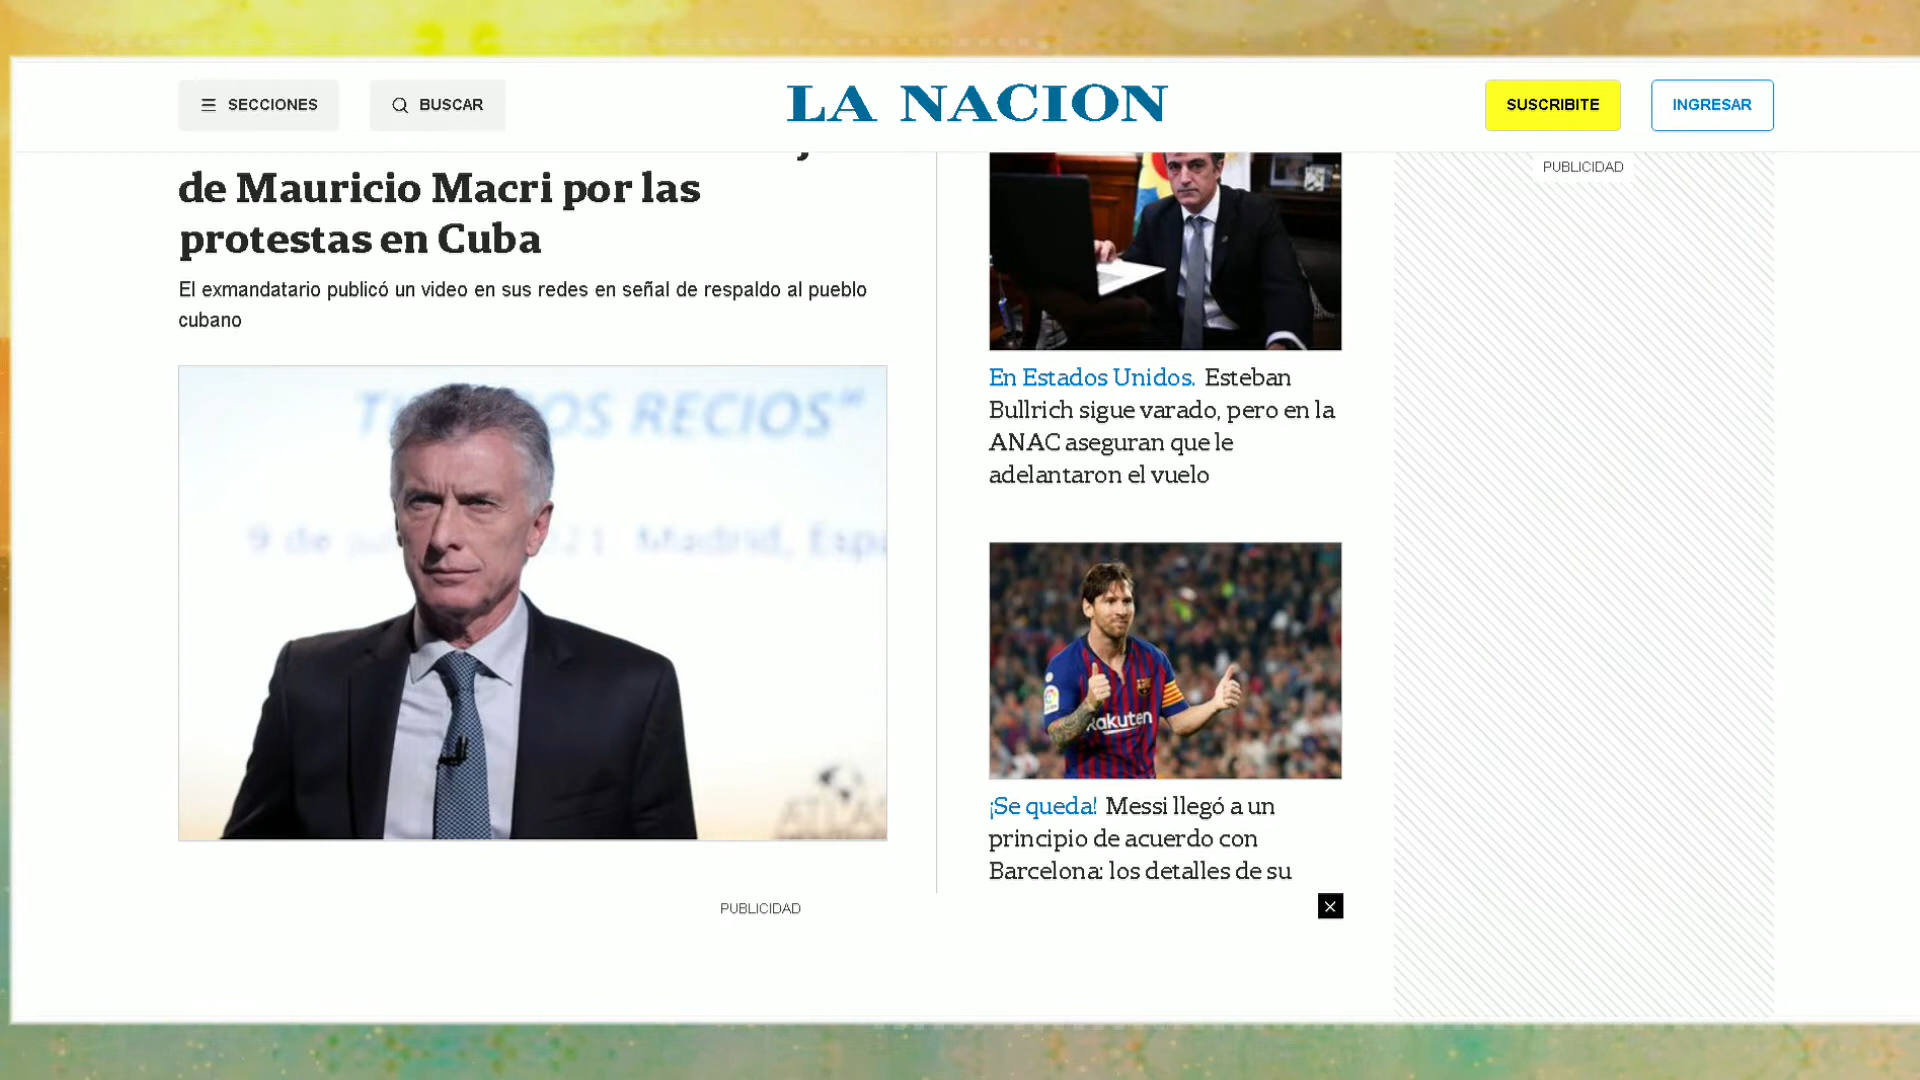 SECCIONES
BUSCAR
LA NACION
SUSCRIBITE
INGRESAR
de Mauricio Macri por las
protestas en Cuba
El exmandatario publicó un video en sus redes en señal de respaldo al pueblo
cubano
RECIOS"
9 de
21 Madrid, Espa
ATLAS
En Estados Unidos. Esteban
Bullrich sigue varado, pero en la
ANAC aseguran que le
adelantaron el vuelo
Rakuten
¡Se queda! Messi llegó a un
principio de acuerdo con
Barcelona: los detalles de su
PUBLICIDAD
PUBLICIDAD